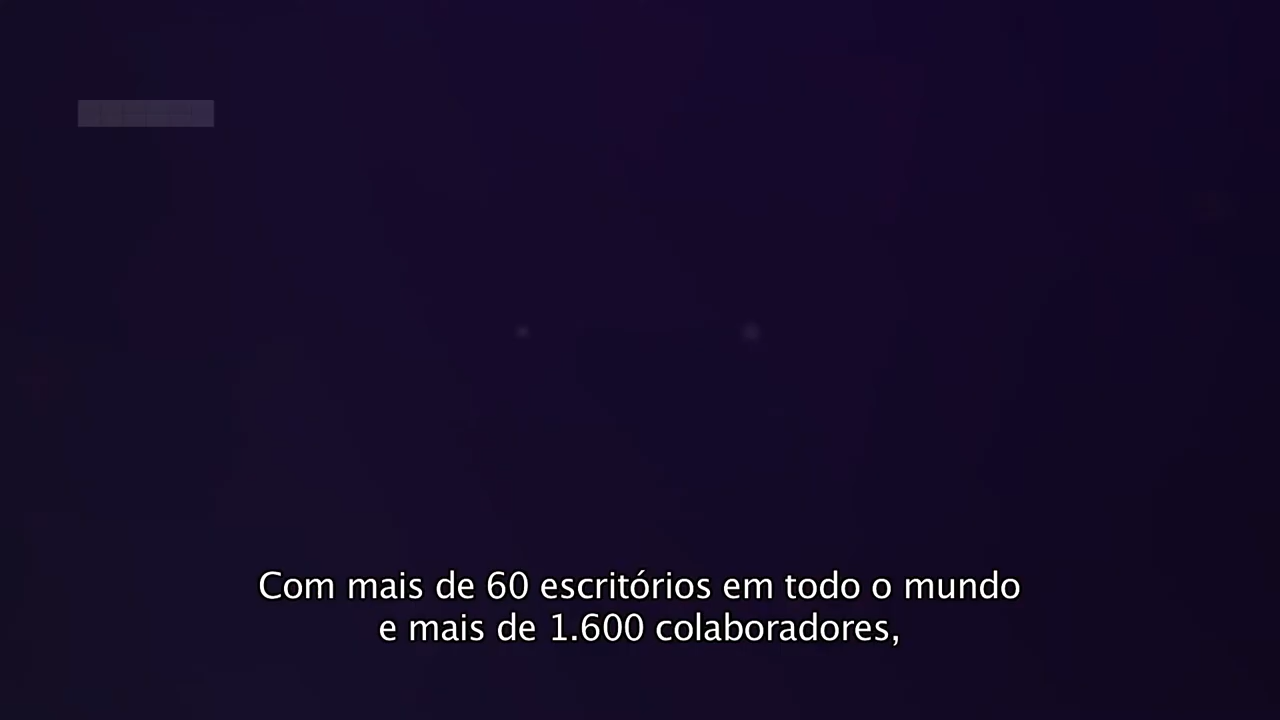 Com mais de 60 escritórios em todo o mundo
e mais de 1.600 colaboradores,